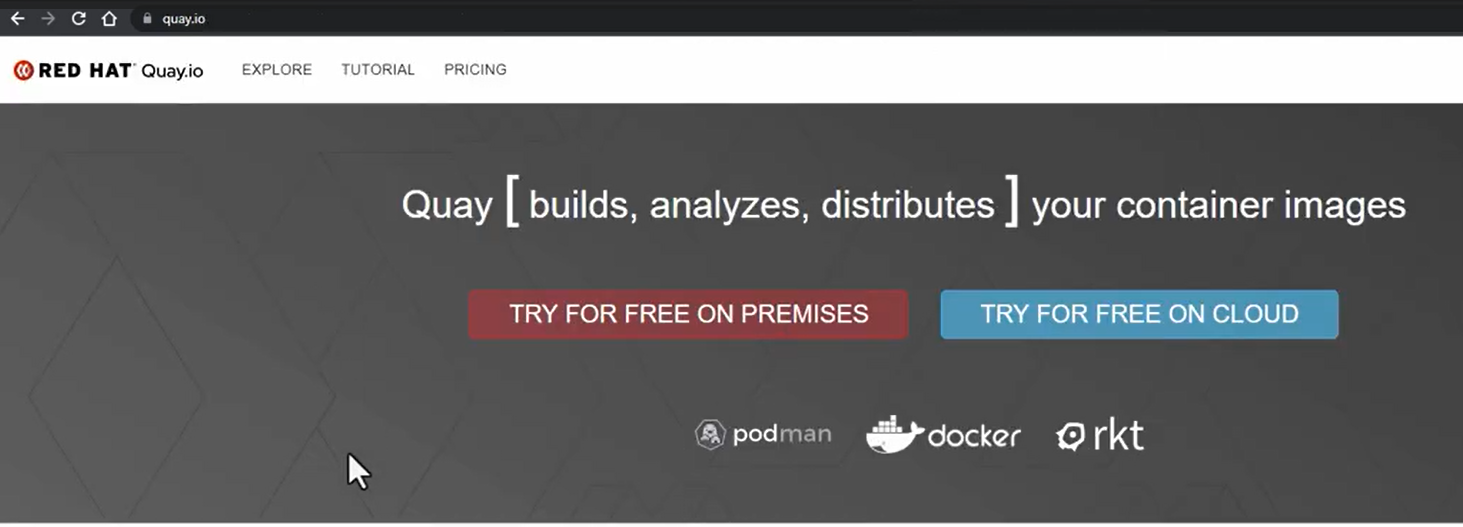 quay.io
RED HAT Quay.io EXPLORE TUTORIAL PRICING
Quay [ builds, analyzes, distributes ] your container images
TRY FOR FREE ON PREMISES TRY FOR FREE ON CLOUD
podman docker rkt